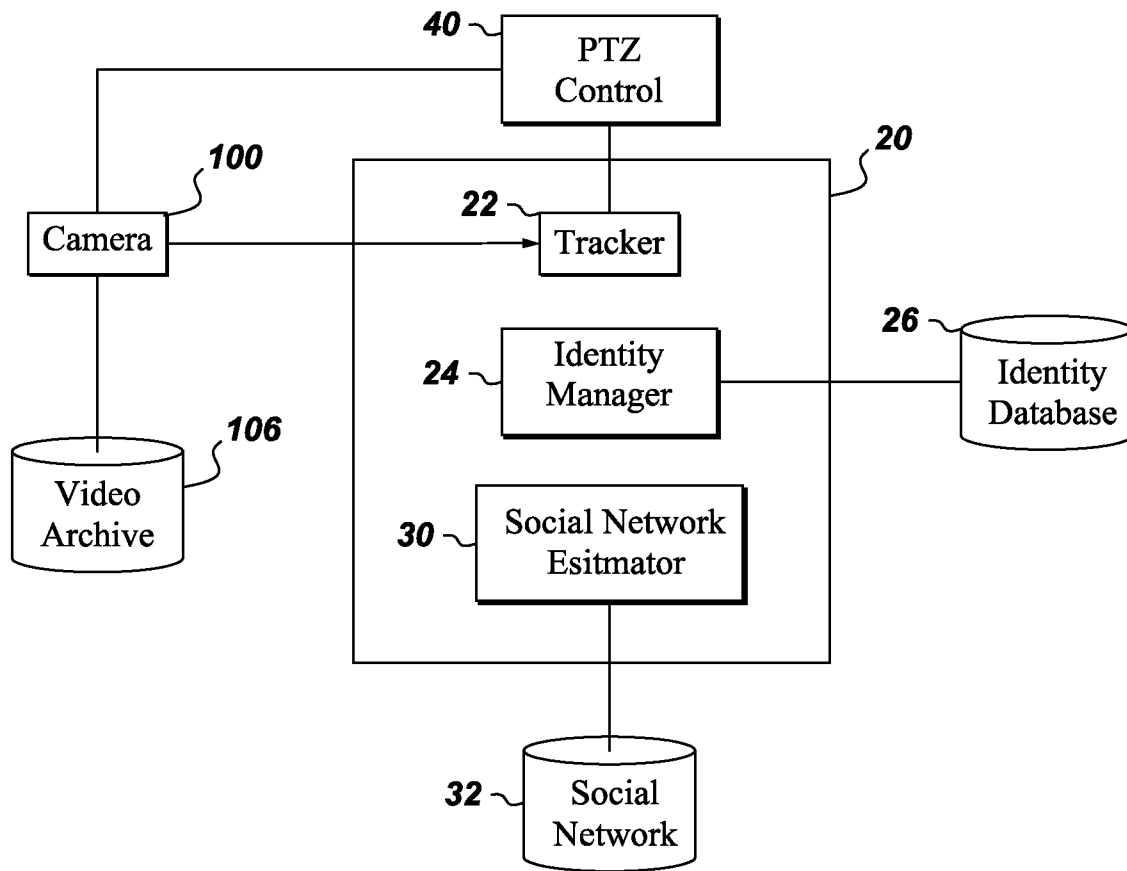 40
PTZ
Control
100
Camera
20
22
Tracker
24
Identity
Manager
26
Identity
Database
106
Video
Archive
30
Social Network
Esitmator
32
Social
Network